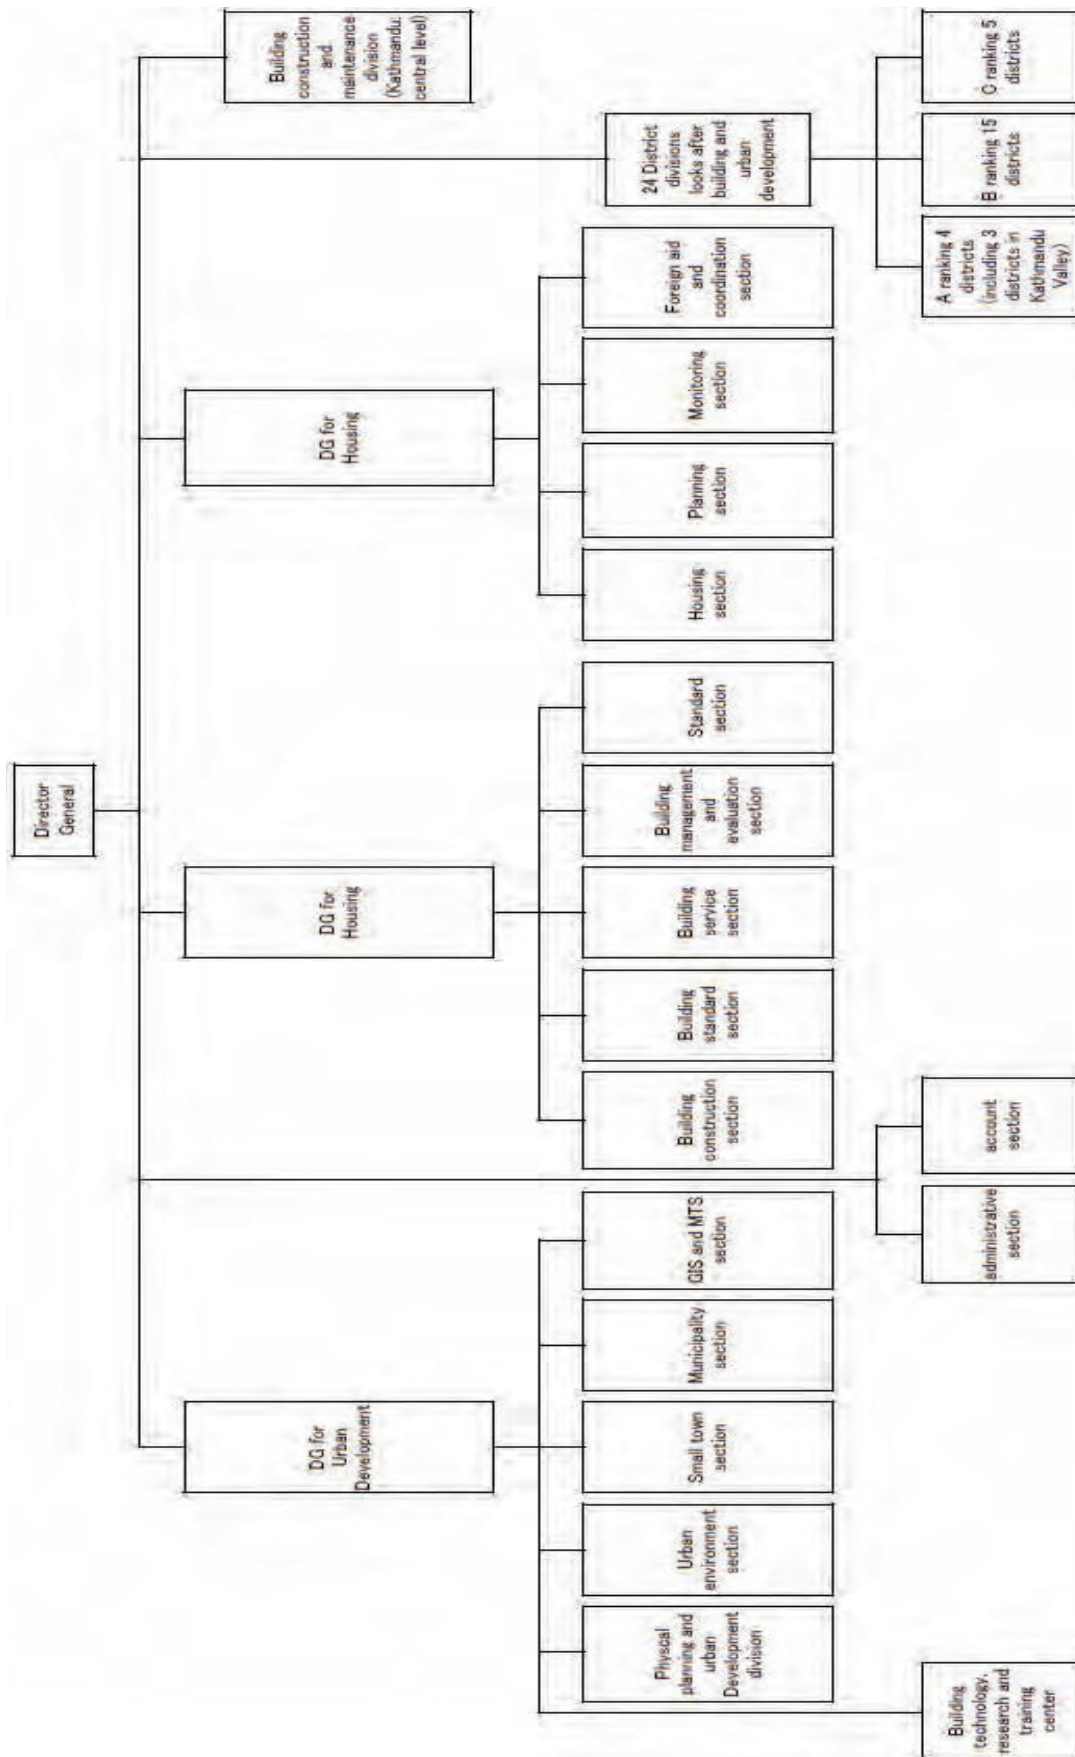 Director
General
DG for
Urban
Development
DG for
Housing
DG for
Housing
Building
construction
and
maintenance
division
(Kathmandu:
central level)
Physcal
planning and
urban
Development
division
Urban
environment
section
Small town
section
Municipality
section
GIS and MTS
section
Building
construction
section
Building
standard
section
Building
service
section
Building
management
and
evaluation
section
Standard
section
Housing
section
Planning
section
Monitoring
section
Foreign aid
and
coordination
section
24 District
divisions
looks after
building and
urban
development
Building
technology,
research and
training
center
administrative
section
account
section
A ranking 4
districts
(including 3
districts in
Kathmandu
Valley)
B ranking 15
districts
C ranking 5
districts